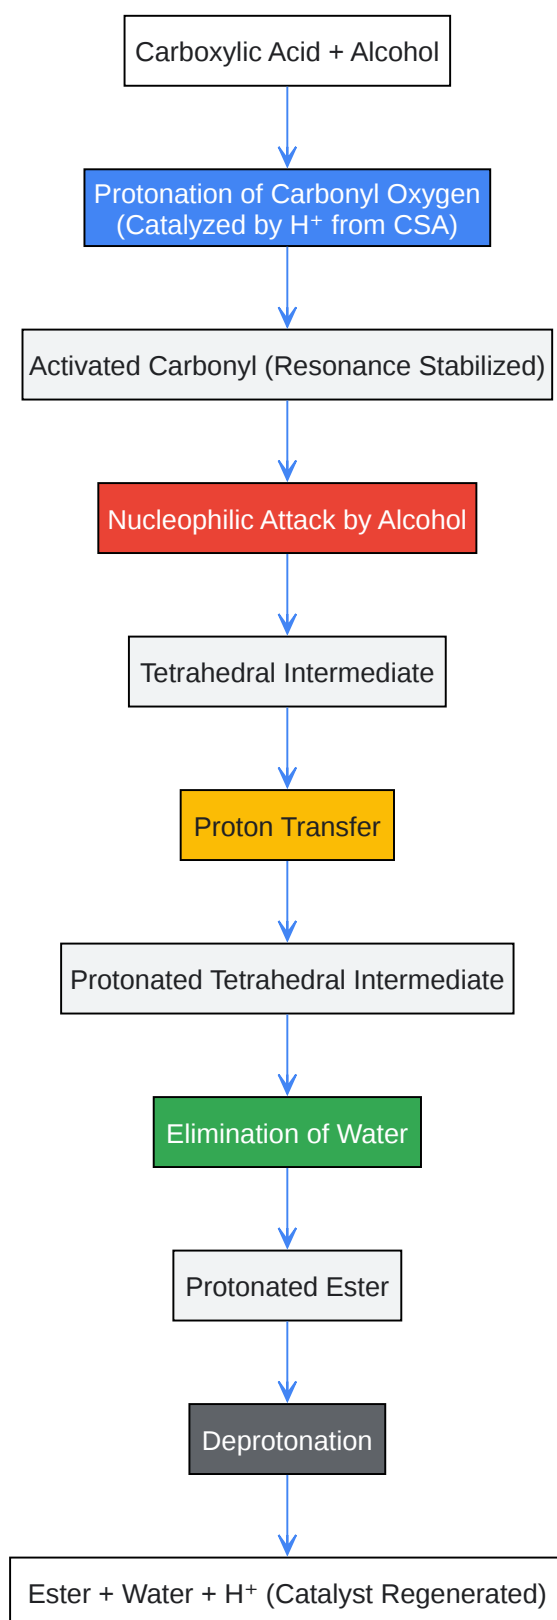 Carboxylic Acid + Alcohol
Protonation of Carbonyl Oxygen
(Catalyzed by H⁺ from CSA)
Activated Carbonyl (Resonance Stabilized)
Nucleophilic Attack by Alcohol
Tetrahedral Intermediate
Proton Transfer
Protonated Tetrahedral Intermediate
Elimination of Water
Protonated Ester
Deprotonation
Ester + Water + H⁺ (Catalyst Regenerated)